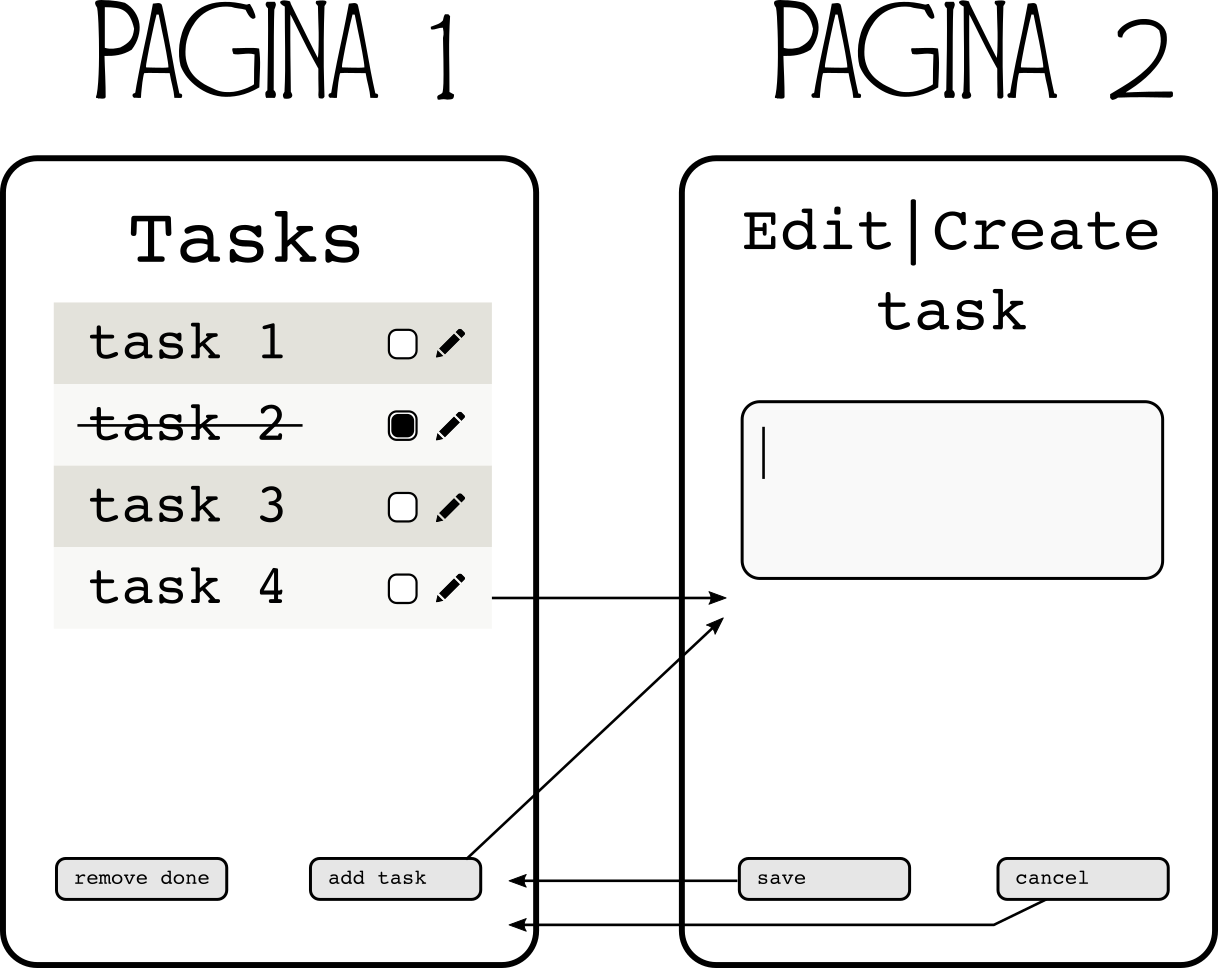 PAGINA 1
PAGINA 2
Tasks
task 1
task 2
task 3
task 4
remove done
add task
Edit|Create
task
save
cancel